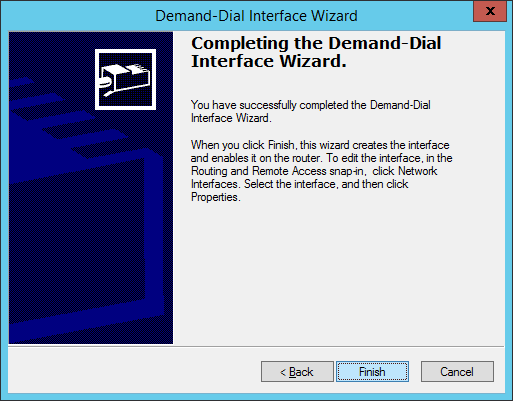 Demand-Dial Interface Wizard
x
Completing the Demand-Dial
Interface Wizard.
You have successfully completed the Demand-Dial
Interface Wizard.
When you click Finish, this wizard creates the interface
and enables it on the router. To edit the interface, in the
Routing and Remote Access snap-in, click Network
Interfaces. Select the interface, and then click
Properties.
< Back
Finish
Cancel